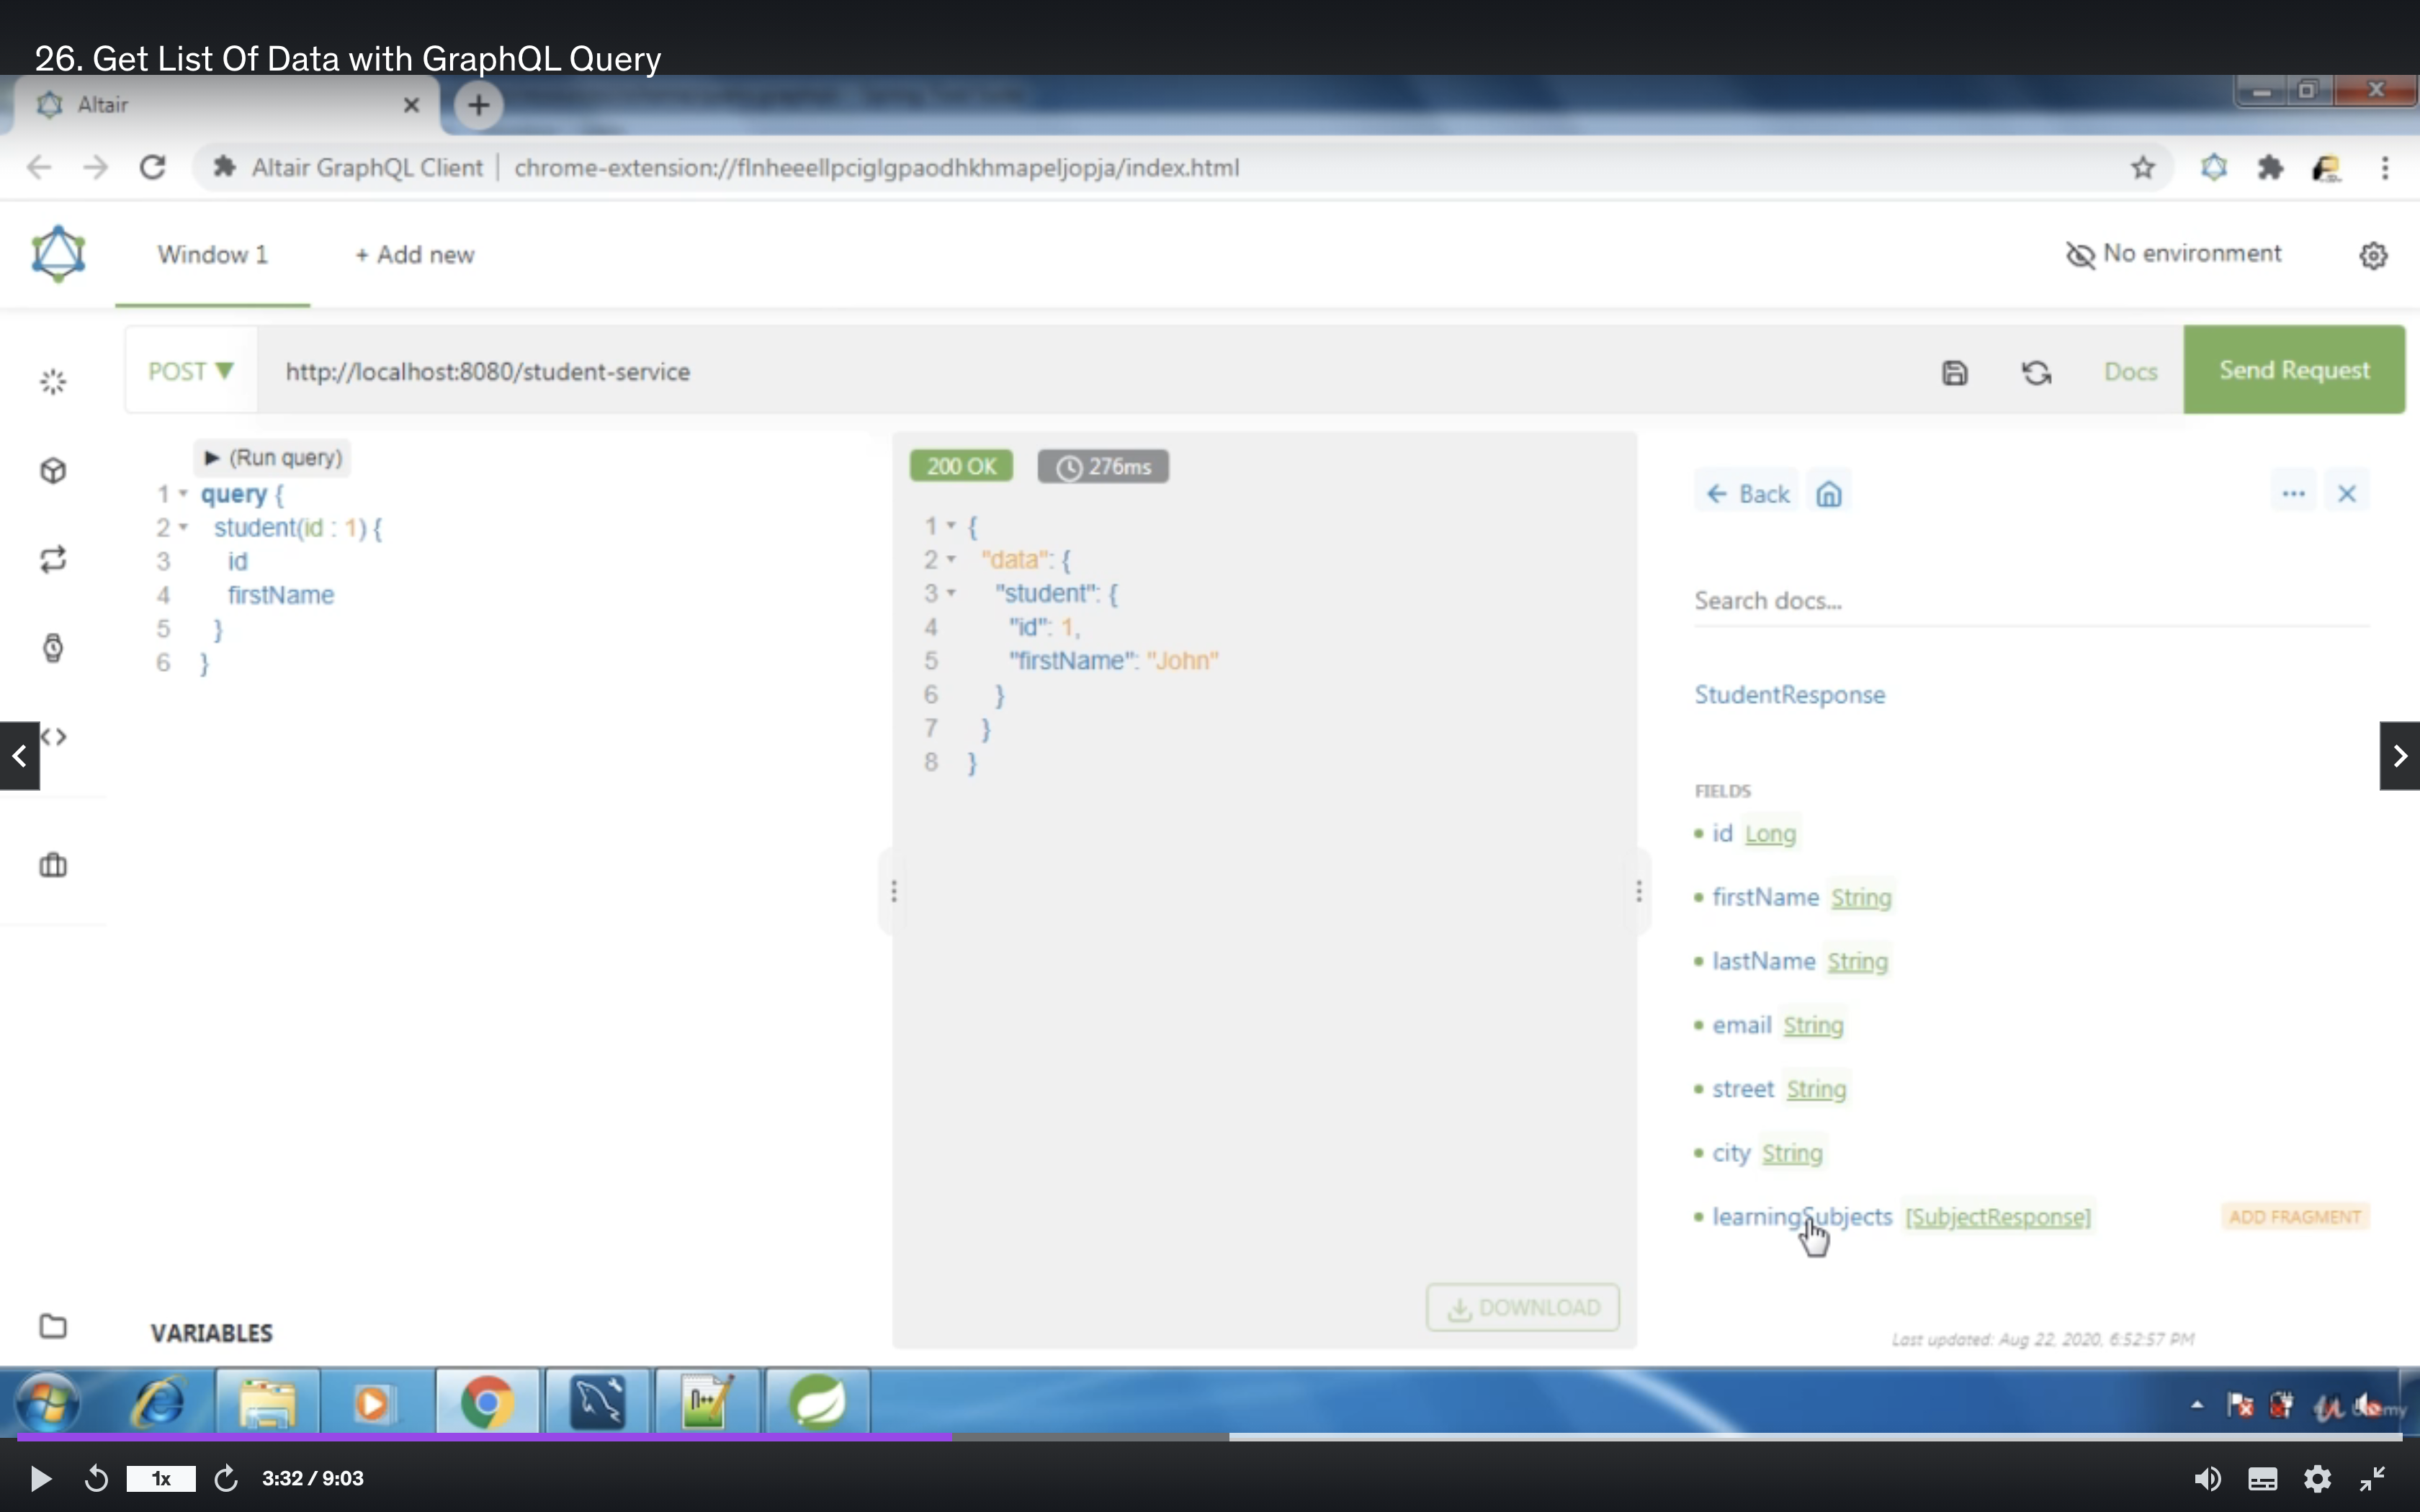 26. Get List Of Data with GraphQL Query
Altair
Altair GraphQL Client | chrome-extension://flnheeellpciglgpaodhkhmapeljopja/index.html
Window 1
+ Add new
No environment
POST ▼
http://localhost:8080/student-service
Docs
Send Request
▶ (Run query)
1 query {
2 student(id : 1) {
3 id
4 firstName
5 }
6 }
VARIABLES
200 OK
276ms
1 {
2 "data": {
3 "student": {
4 "id": 1,
5 "firstName": "John"
6 }
7 }
8 }
DOWNLOAD
← Back
Search docs...
StudentResponse
FIELDS
• id Long
• firstName String
• lastName String
• email String
• street String
• city String
• learningSubjects [SubjectResponse]
ADD FRAGMENT
Last updated: Aug 22, 2020, 6:52:57 PM
1x
3:32 / 9:03